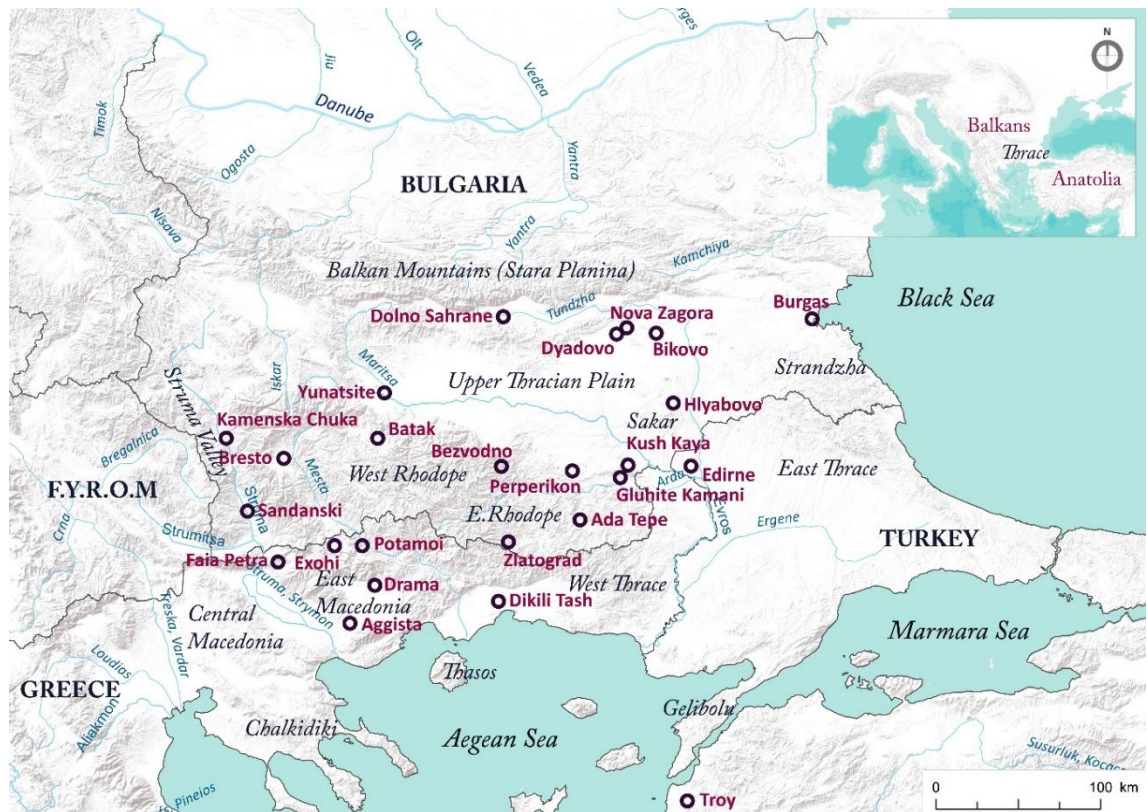 Olt
Jiu
Vedea
Danube
Timok
Ogosta
Yantra
BULGARIA
Nisava
Yantra
Kamchiya
Balkan Mountains (Stara Planina)
N
Balkans
Thrace
Anatolia
Black Sea
Dolno Sahrane
Tundzha
Nova Zagora
Burgas
Dyadovo
Bikovo
Strandzha
Maritsa
Iskar
Upper Thracian Plain
Yunatsite
Struma Valley
Hlyabovo
Kamenska Chuka
Sakar
Batak
Kush Kaya
Bregalnica
Bresto
Bezvodno
West Rhodope
Mesta
Perperikon
Arda
Edirne
East Thrace
Gluhite Kamani
F.Y.R.O.M
Crna
Sandanski
Struma
E.Rhodope
Ada Tepe
Evros
Ergene
Strumitsa
TURKEY
Faia Petra
Exohi
Potamoi
Zlatograd
Struma, Strymon
East
Macedonia
Drama
West Thrace
Dikili Tash
Aggista
Central
Macedonia
Treska, Vardar
Marmara Sea
Loudias
Thasos
GREECE
Aliakmon
Gelibolu
Chalkidiki
Aegean Sea
Susurluk, Kocac
Pineios
0 100 km
Troy